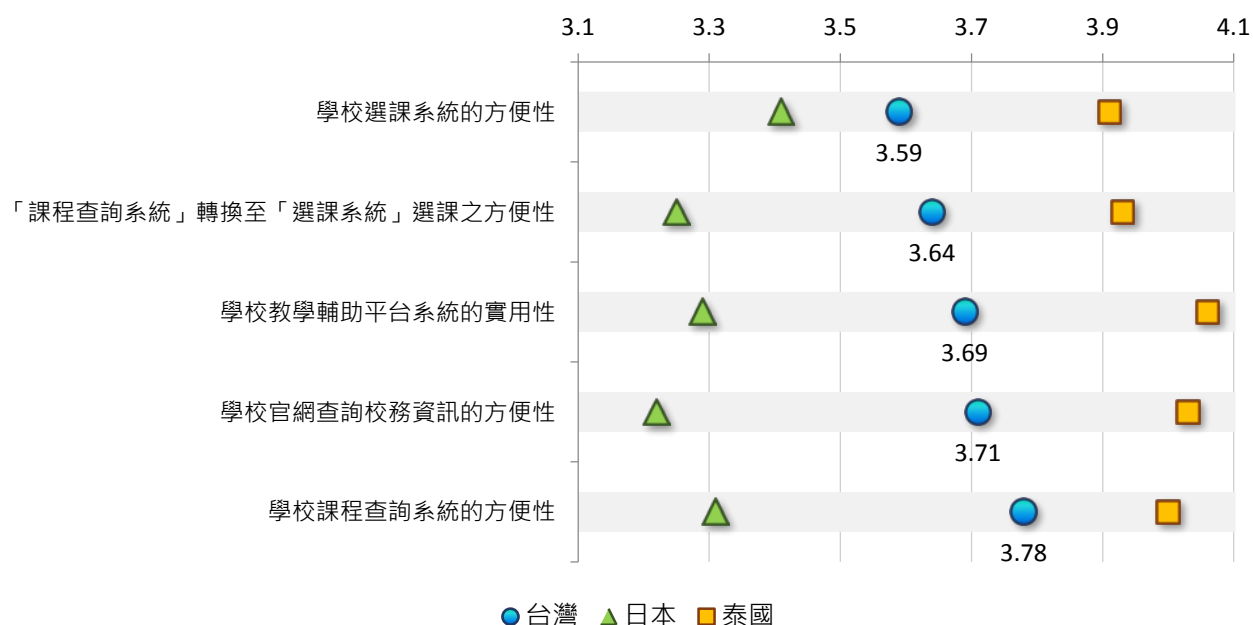 3.1 3.3 3.5 3.7 3.9 4.1
學校選課系統的方便性
3.59
「課程查詢系統」轉換至「選課系統」選課之方便性
3.64
學校教學輔助平台系統的實用性
3.69
學校官網查詢校務資訊的方便性
3.71
學校課程查詢系統的方便性
3.78
台灣 日本 泰國